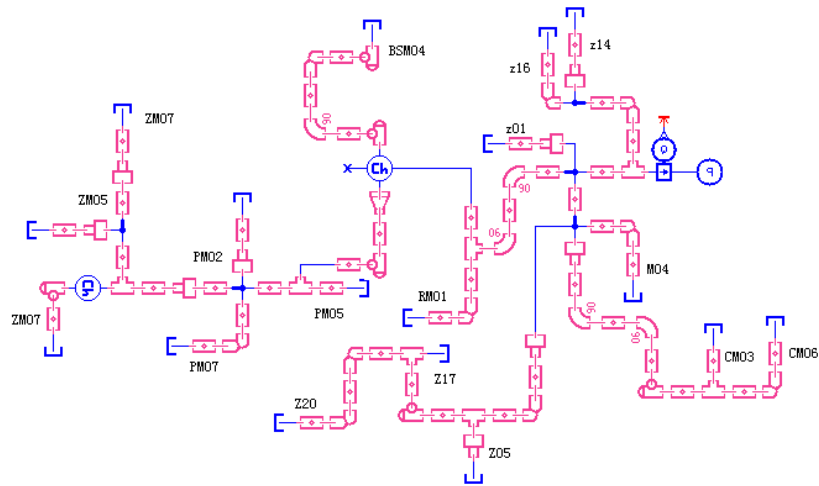 z14
BSM04
z16
90
ZM07
z01
Ch
Q
P
90
ZM05
90
PM02
Ch
M04
ZM07
PM05
RM01
90
90
PM07
CM03
CM06
Z17
Z20
Z05